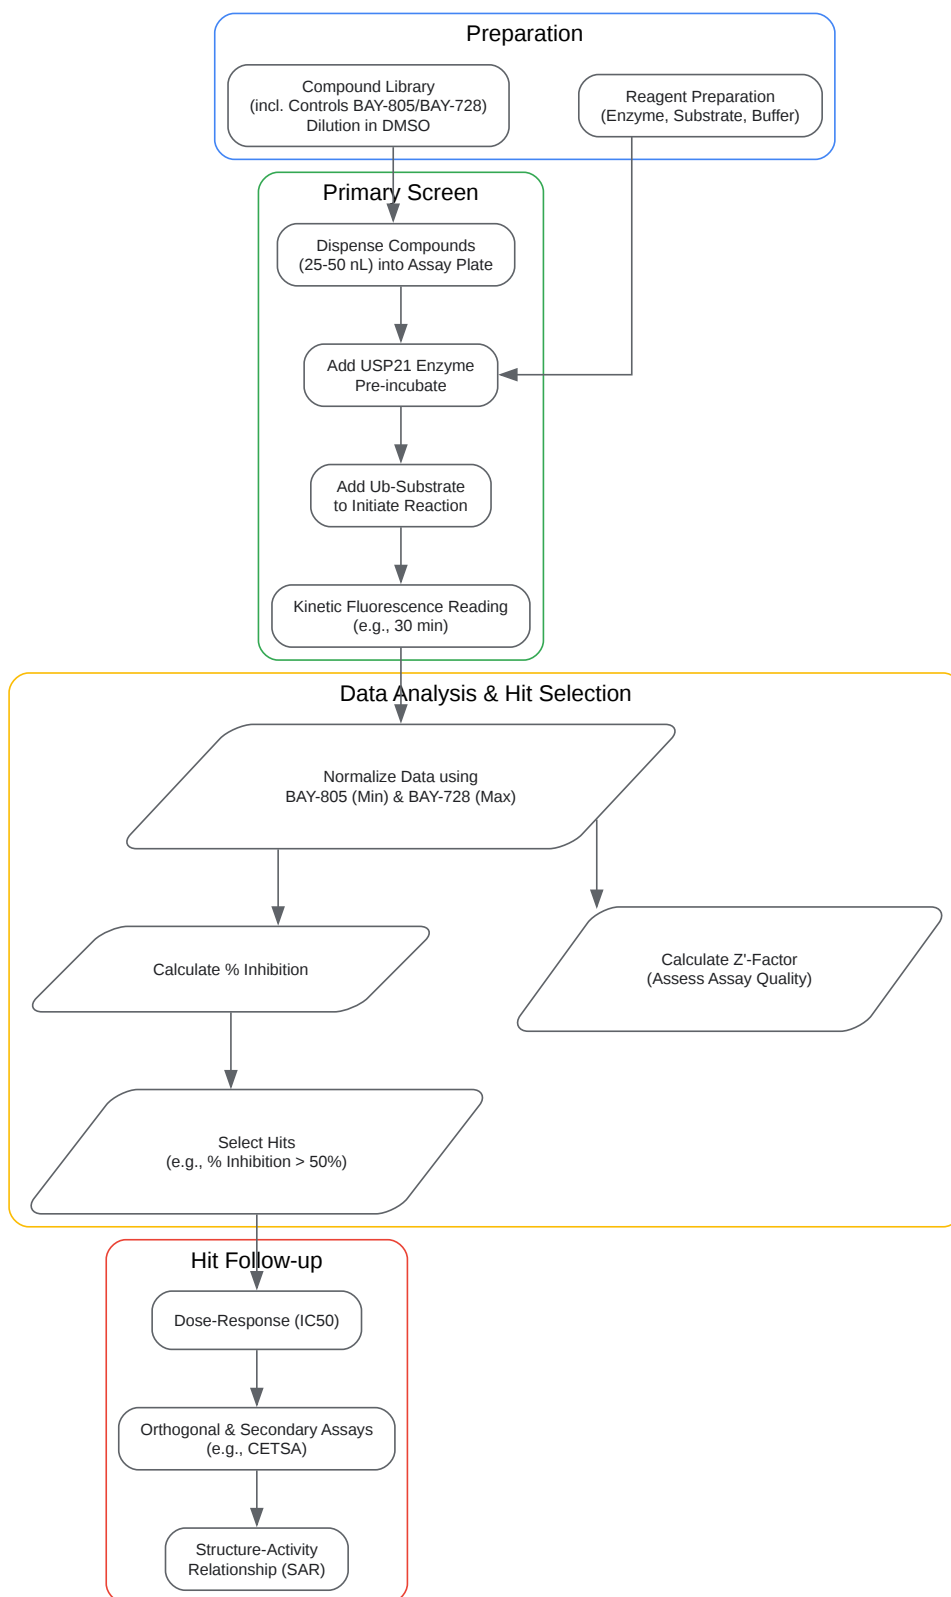 Preparation
Compound Library
(incl. Controls BAY-805/BAY-728)
Dilution in DMSO
Reagent Preparation
(Enzyme, Substrate, Buffer)
Primary Screen
Dispense Compounds
(25-50 nL) into Assay Plate
Add USP21 Enzyme
Pre-incubate
Add Ub-Substrate
to Initiate Reaction
Kinetic Fluorescence Reading
(e.g., 30 min)
Data Analysis & Hit Selection
Normalize Data using
BAY-805 (Min) & BAY-728 (Max)
Calculate % Inhibition
Calculate Z'-Factor
(Assess Assay Quality)
Select Hits
(e.g., % Inhibition > 50%)
Hit Follow-up
Dose-Response (IC50)
Orthogonal & Secondary Assays
(e.g., CETSA)
Structure-Activity
Relationship (SAR)